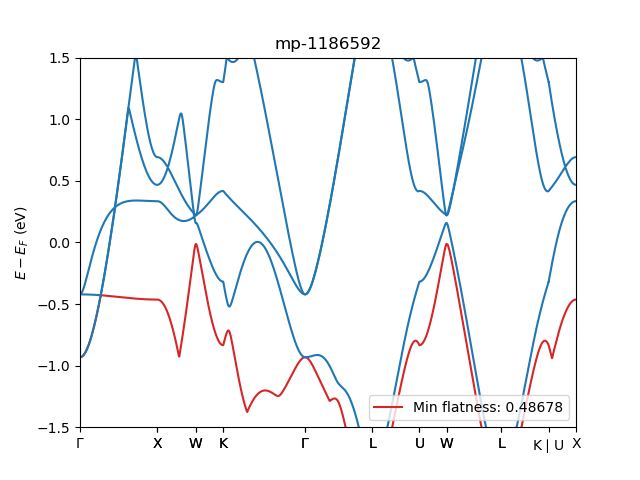 mp-1186592
E − E_F (eV)
1.5
1.0
0.5
0.0
−0.5
−1.0
−1.5
Min flatness: 0.48678
Γ X W K Γ L U W L K | U X